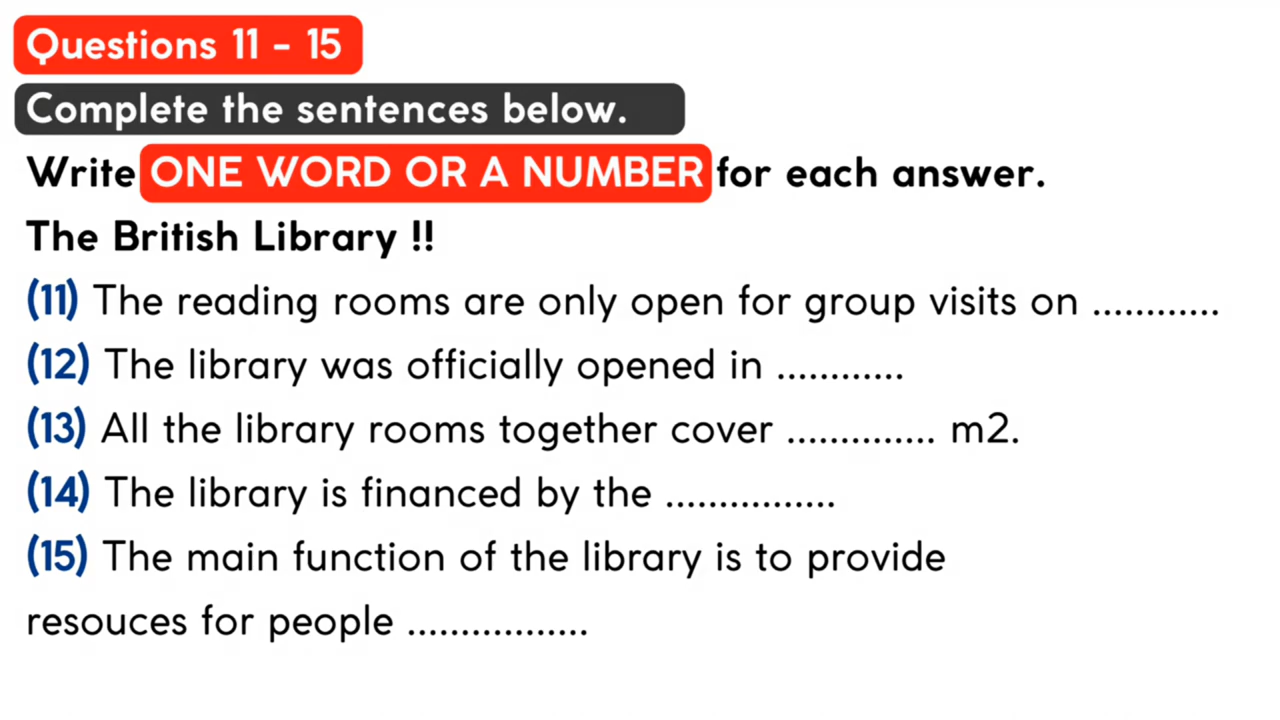 Questions 11 - 15
Complete the sentences below.
Write ONE WORD OR A NUMBER for each answer.
The British Library !!
(11) The reading rooms are only open for group visits on ............
(12) The library was officially opened in ............
(13) All the library rooms together cover .............. m2.
(14) The library is financed by the ................
(15) The main function of the library is to provide
resouces for people .................